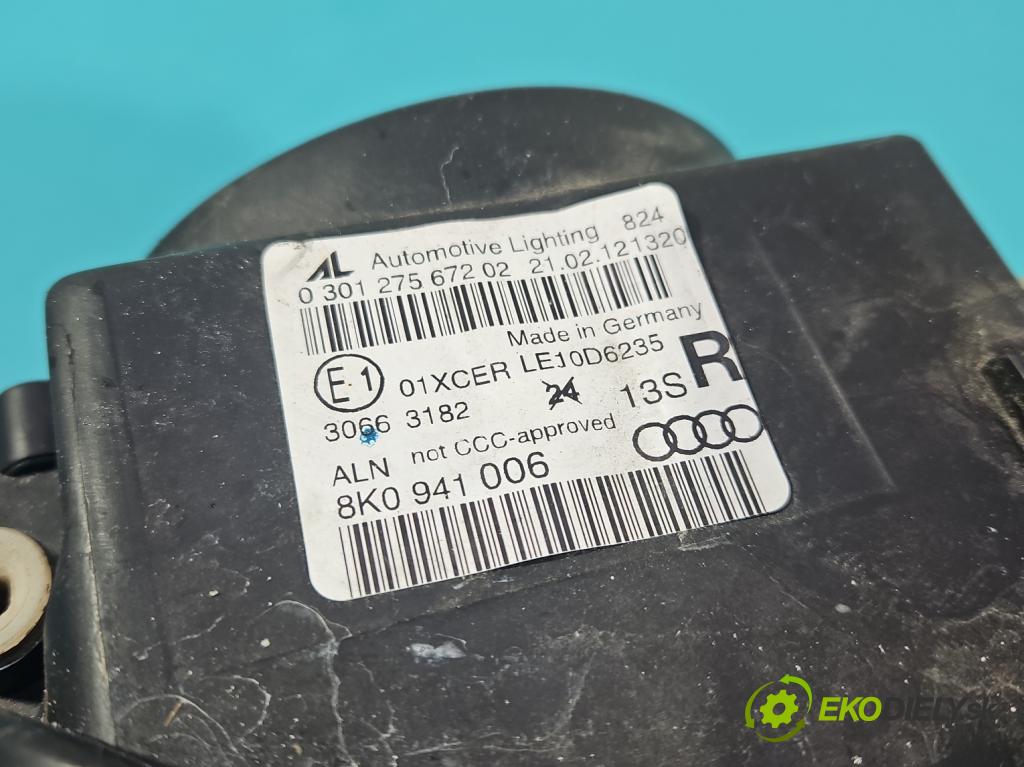 AL Automotive Lighting 824
0 301 275 672 02 21.02.121320
Made in Germany
E1 01XCER LE10D6235 R
3066 3182 24 13S
ALN not CCC-approved
8K0 941 006
EKODIELY.sk